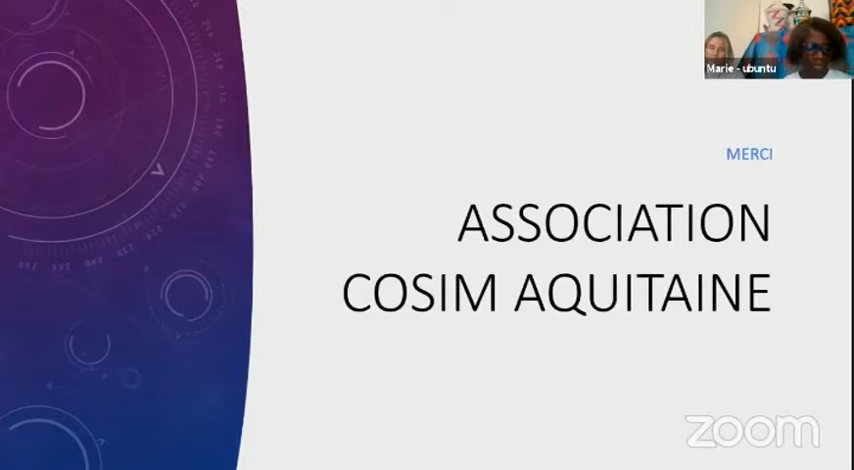 Marie - ubuntu
MERCI
ASSOCIATION
COSIM AQUITAINE
zoom